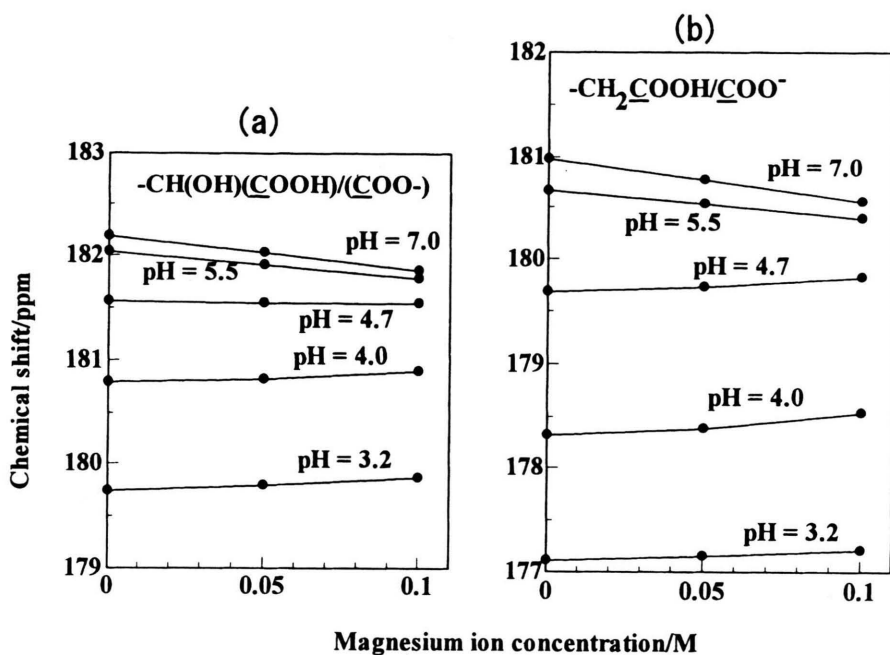 (a)
183
182
181
180
179
Chemical shift/ppm
-CH(OH)(COOH)/(COO-)
pH = 7.0
pH = 5.5
pH = 4.7
pH = 4.0
pH = 3.2
0
0.05
0.1
(b)
182
181
180
179
178
177
-CH2COOH/COO⁻
pH = 7.0
pH = 5.5
pH = 4.7
pH = 4.0
pH = 3.2
0
0.05
0.1
Magnesium ion concentration/M